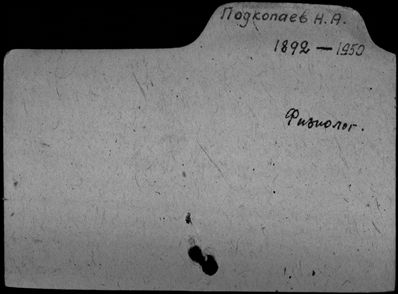 Подкопаев Н.А.
1892 — 1950
Физиолог.